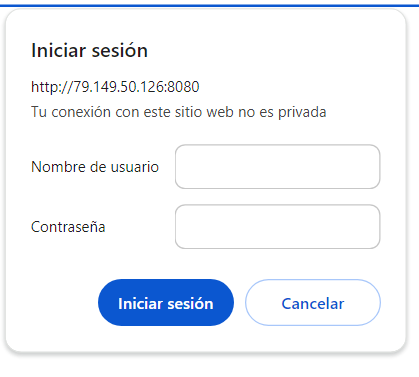 Iniciar sesión
http://79.149.50.126:8080
Tu conexión con este sitio web no es privada
Nombre de usuario
Contraseña
Iniciar sesión Cancelar